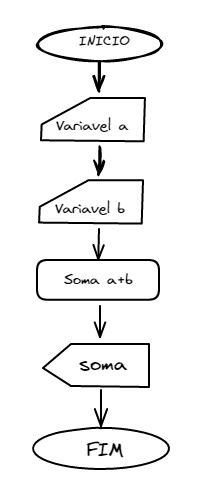 INICIO
Variavel a
Variavel b
Soma a+b
soma
FIM